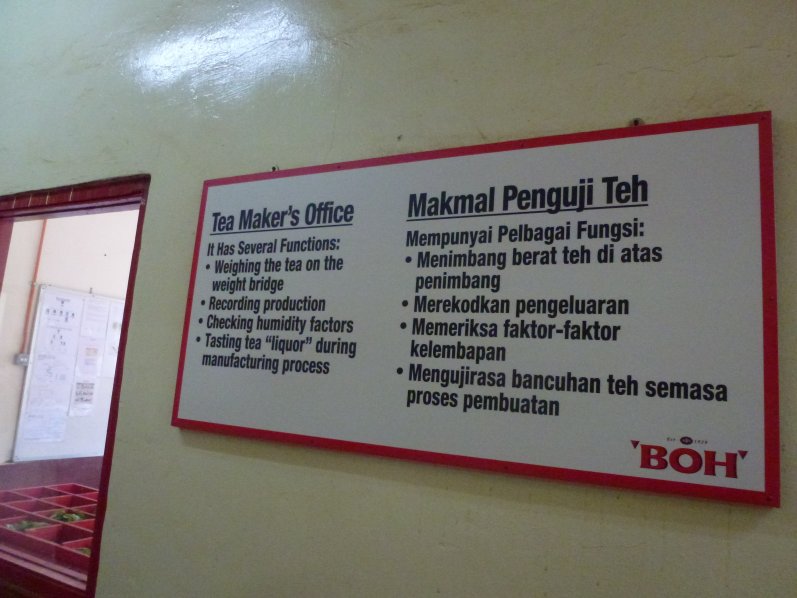 Tea Maker's Office
It Has Several Functions:
• Weighing the tea on the
weight bridge
• Recording production
• Checking humidity factors
• Tasting tea "liquor" during
manufacturing process
Makmal Penguji Teh
Mempunyai Pelbagai Fungsi:
• Menimbang berat teh di atas
penimbang
• Merekodkan pengeluaran
• Memeriksa faktor-faktor
kelembapan
• Mengujirasa bancuhan teh semasa
proses pembuatan
BOH